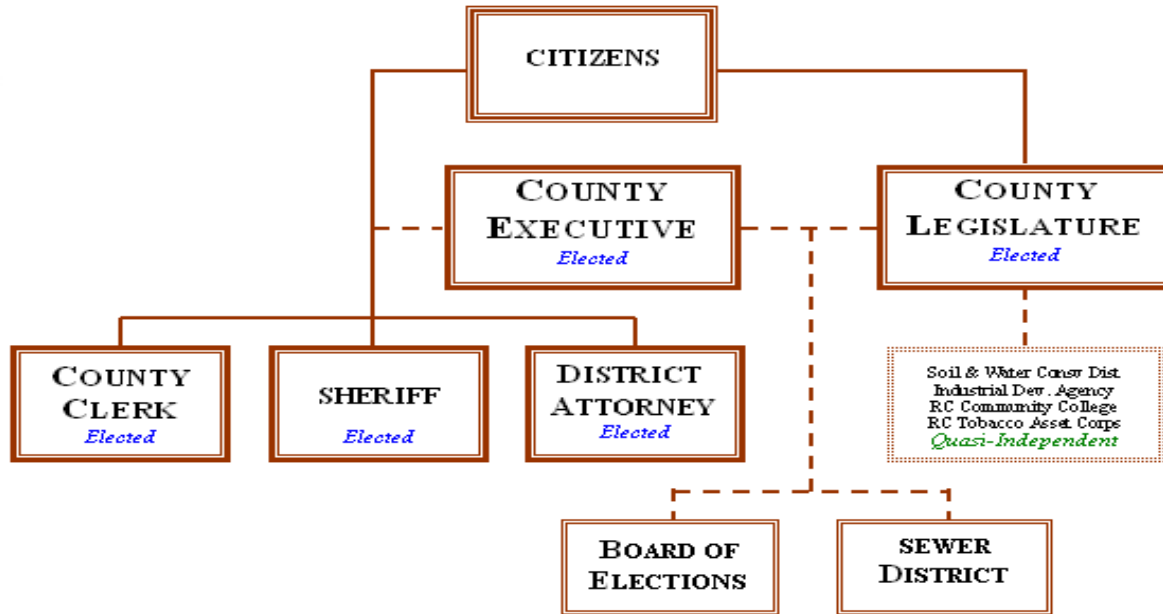 CITIZENS
COUNTY
EXECUTIVE
Elected
COUNTY
LEGISLATURE
Elected
COUNTY
CLERK
Elected
SHERIFF
Elected
DISTRICT
ATTORNEY
Elected
Soil & Water Consv Dist.
Industrial Dev. Agency
RC Community College
RC Tobacco Asset Corps
Quasi-Independent
BOARD OF
ELECTIONS
SEWER
DISTRICT